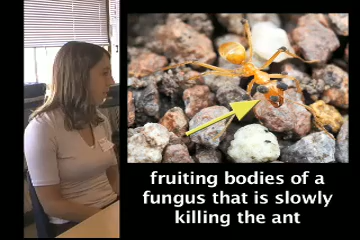 fruiting bodies of a
fungus that is slowly
killing the ant